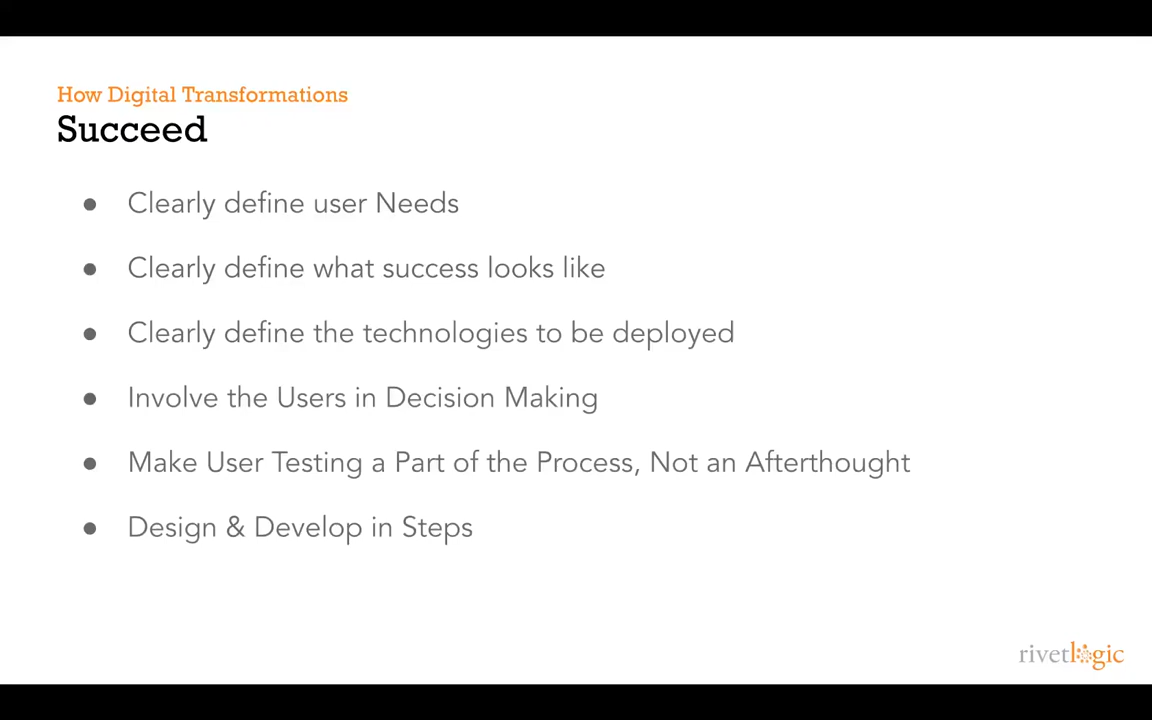 How Digital Transformations
Succeed
● Clearly define user Needs
● Clearly define what success looks like
● Clearly define the technologies to be deployed
● Involve the Users in Decision Making
● Make User Testing a Part of the Process, Not an Afterthought
● Design & Develop in Steps
rivetlogic